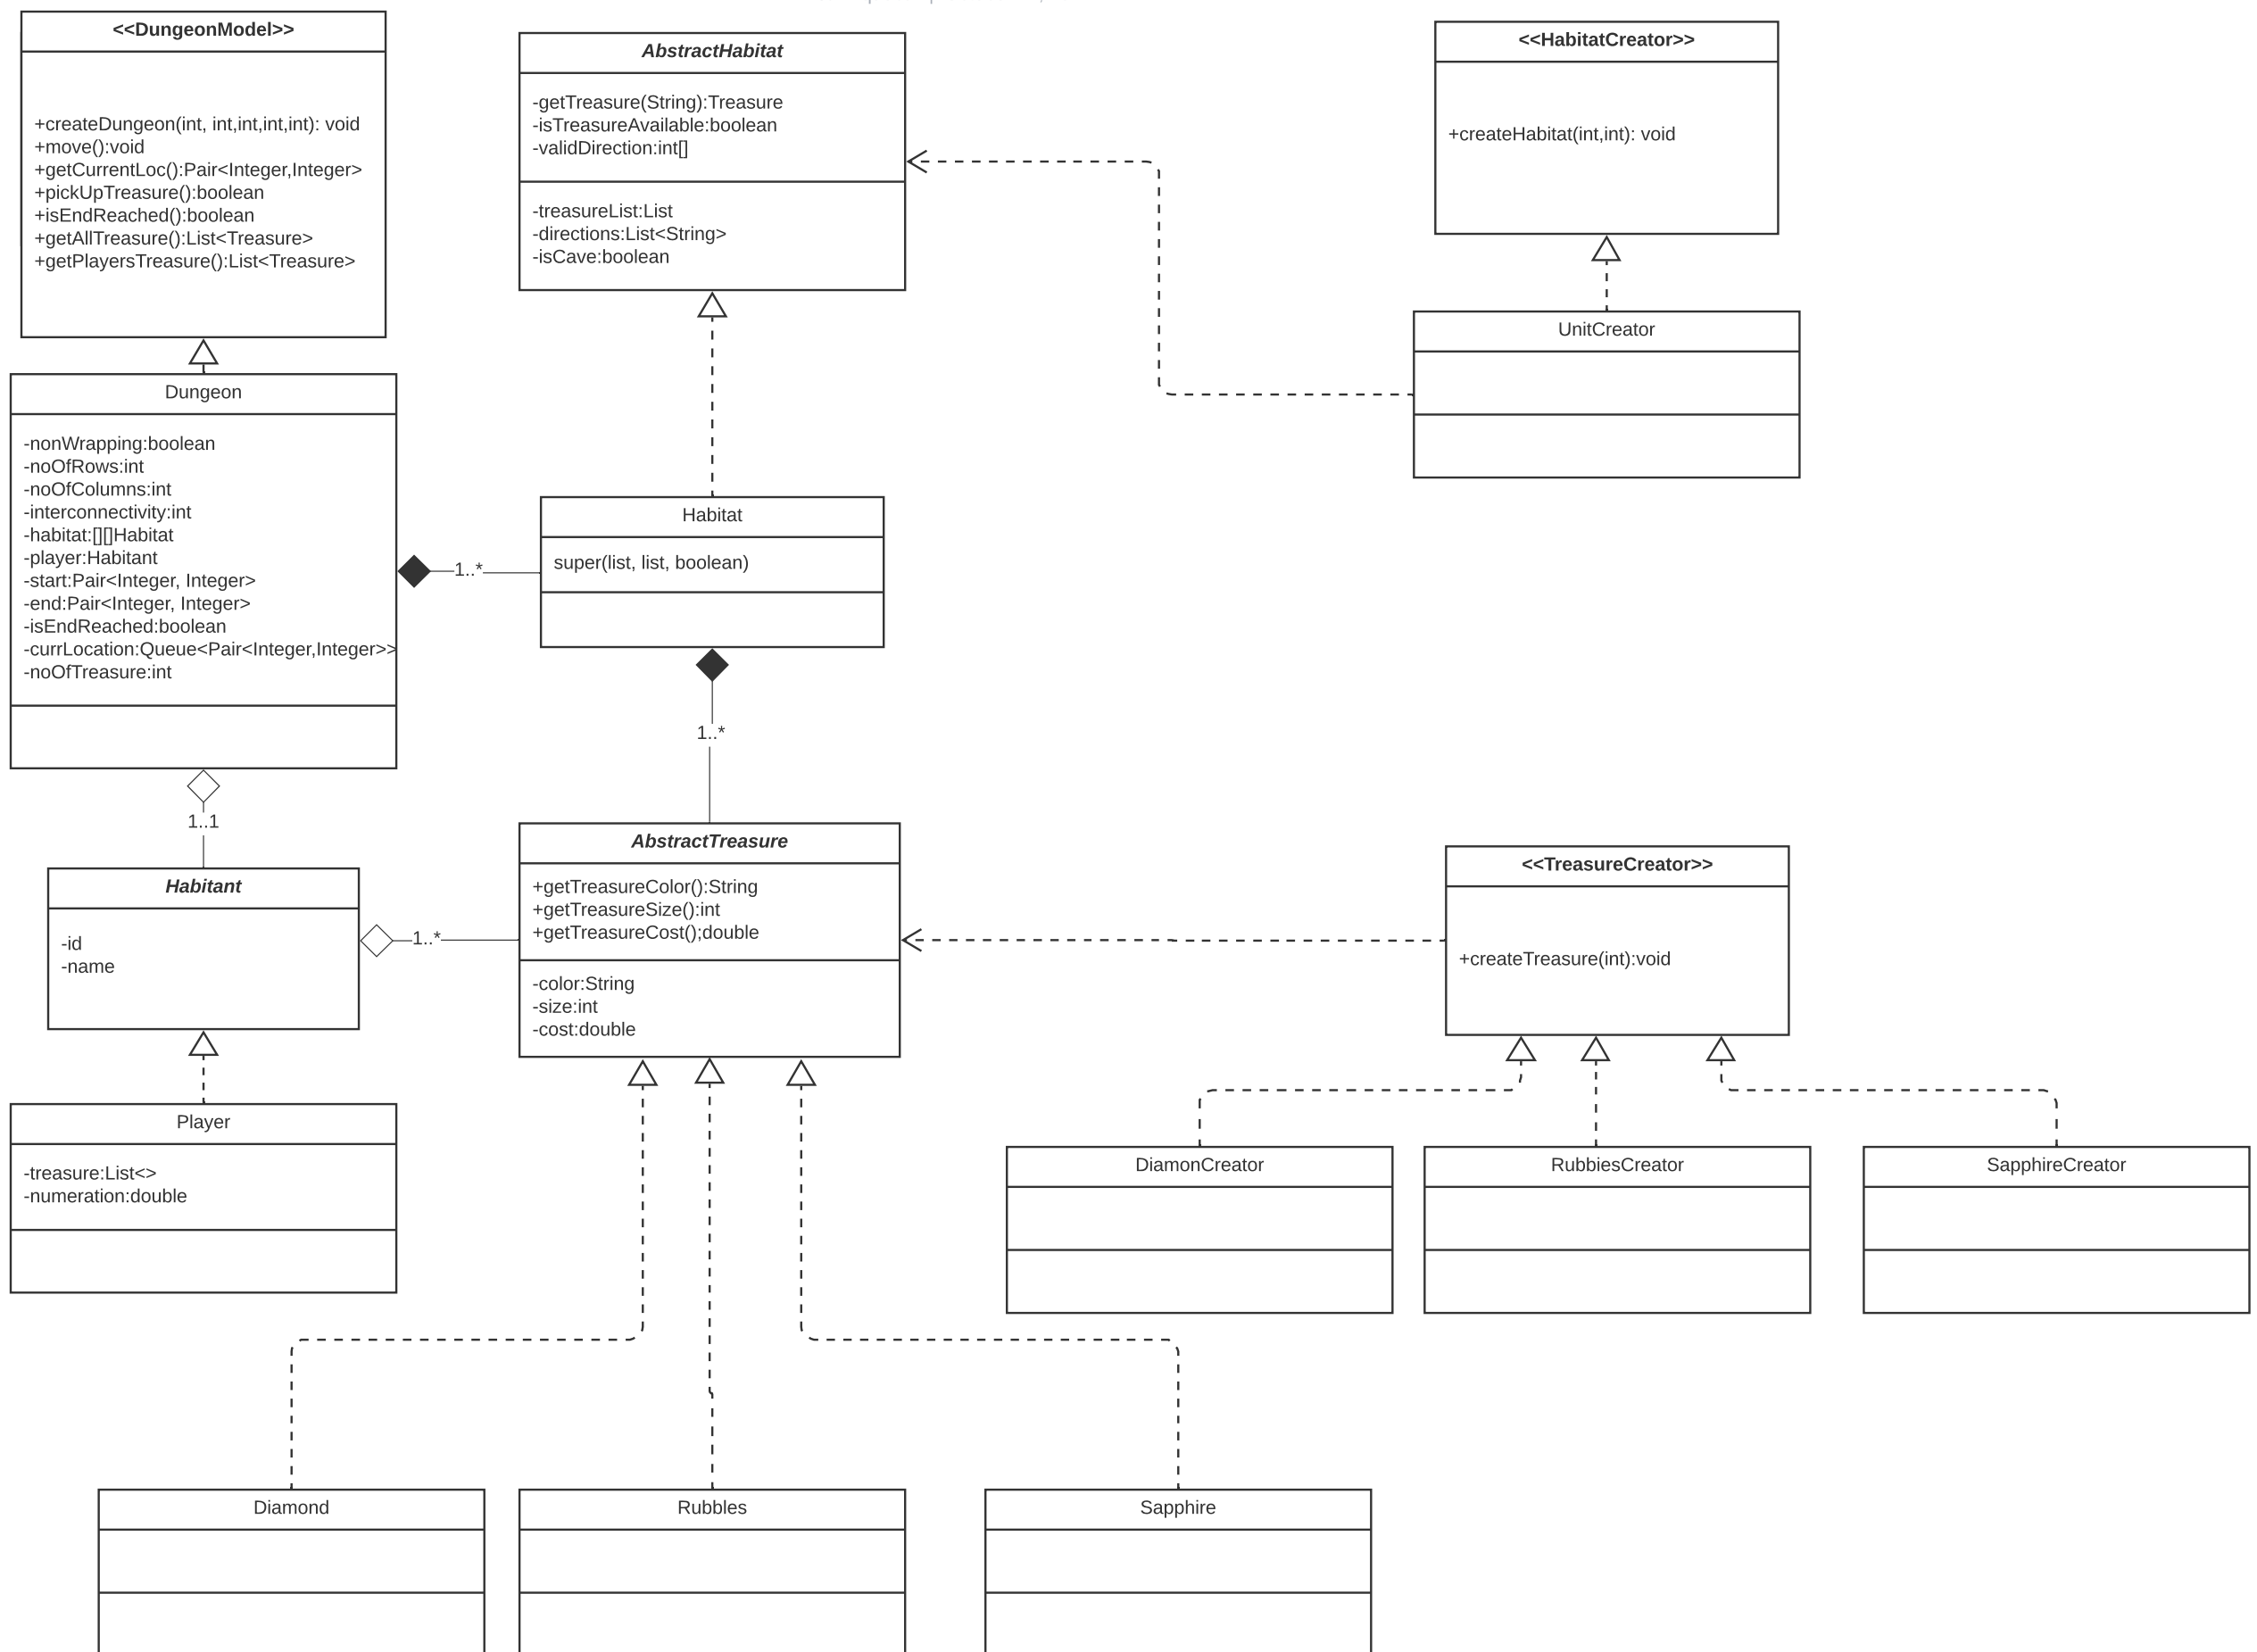 <<DungeonModel>>
+createDungeon(int, int,int,int,int): void
+move():void
+getCurrentLoc():Pair<Integer,Integer>
+pickUpTreasure():boolean
+isEndReached():boolean
+getAllTreasure():List<Treasure>
+getPlayersTreasure():List<Treasure>
AbstractHabitat
-getTreasure(String):Treasure
-isTreasureAvailable:boolean
-validDirection:int[]
-treasureList:List
-directions:List<String>
-isCave:boolean
<<HabitatCreator>>
+createHabitat(int,int): void
UnitCreator
Dungeon
-nonWrapping:boolean
-noOfRows:int
-noOfColumns:int
-interconnectivity:int
-habitat:[][]Habitat
-player:Habitant
-start:Pair<Integer, Integer>
-end:Pair<Integer, Integer>
-isEndReached:boolean
-currLocation:Queue<Pair<Integer,Integer>>
-noOfTreasure:int
1..*
Habitat
super(list, list, boolean)
1..*
1..1
Habitant
-id
-name
1..*
AbstractTreasure
+getTreasureColor():String
+getTreasureSize():int
+getTreasureCost();double
-color:String
-size:int
-cost:double
<<TreasureCreator>>
+createTreasure(int):void
Player
-treasure:List<>
-numeration:double
DiamonCreator
RubbiesCreator
SapphireCreator
Diamond
Rubbles
Sapphire